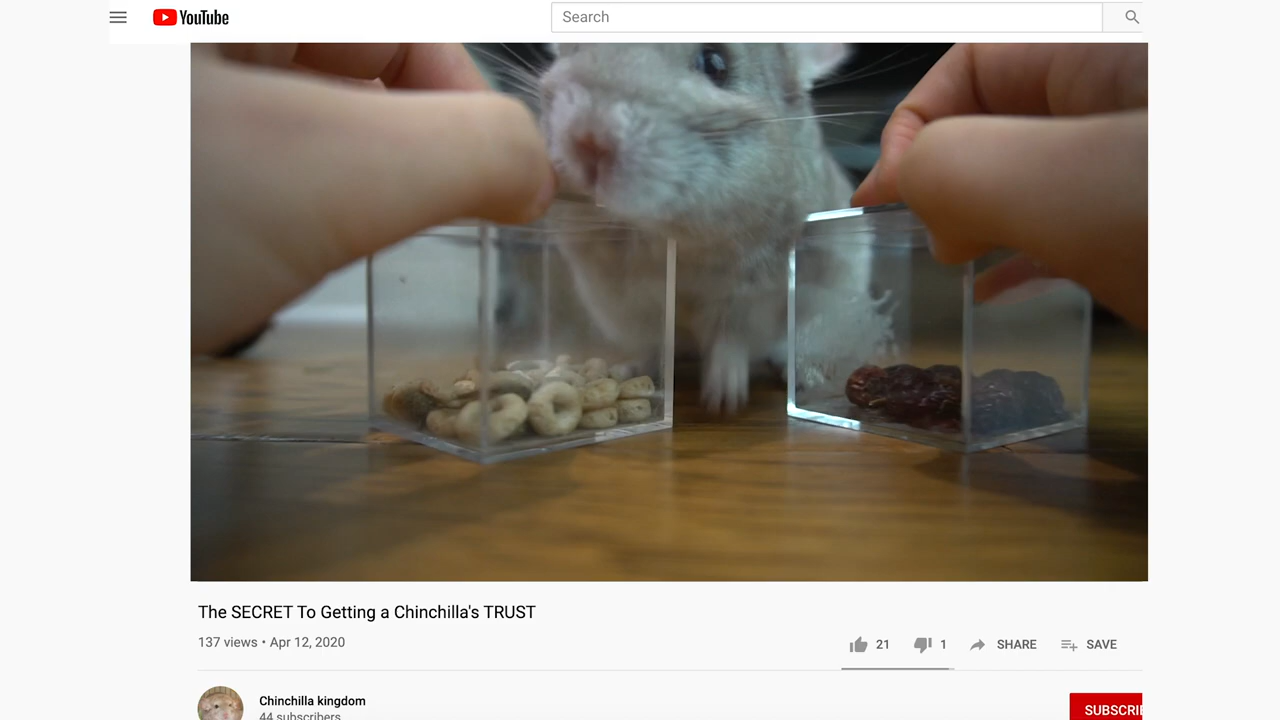 YouTube
Search
The SECRET To Getting a Chinchilla's TRUST
137 views • Apr 12, 2020
21
1
SHARE
SAVE
Chinchilla kingdom
44 subscribers
SUBSCRIE